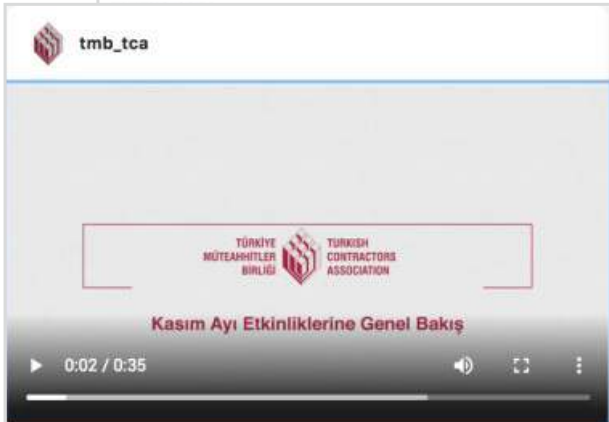 tmb_tca
TÜRKİYE
MÜTEAHHİTLER
BİRLİĞİ
TURKISH
CONTRACTORS
ASSOCIATION
Kasım Ayı Etkinliklerine Genel Bakış
0:02 / 0:35